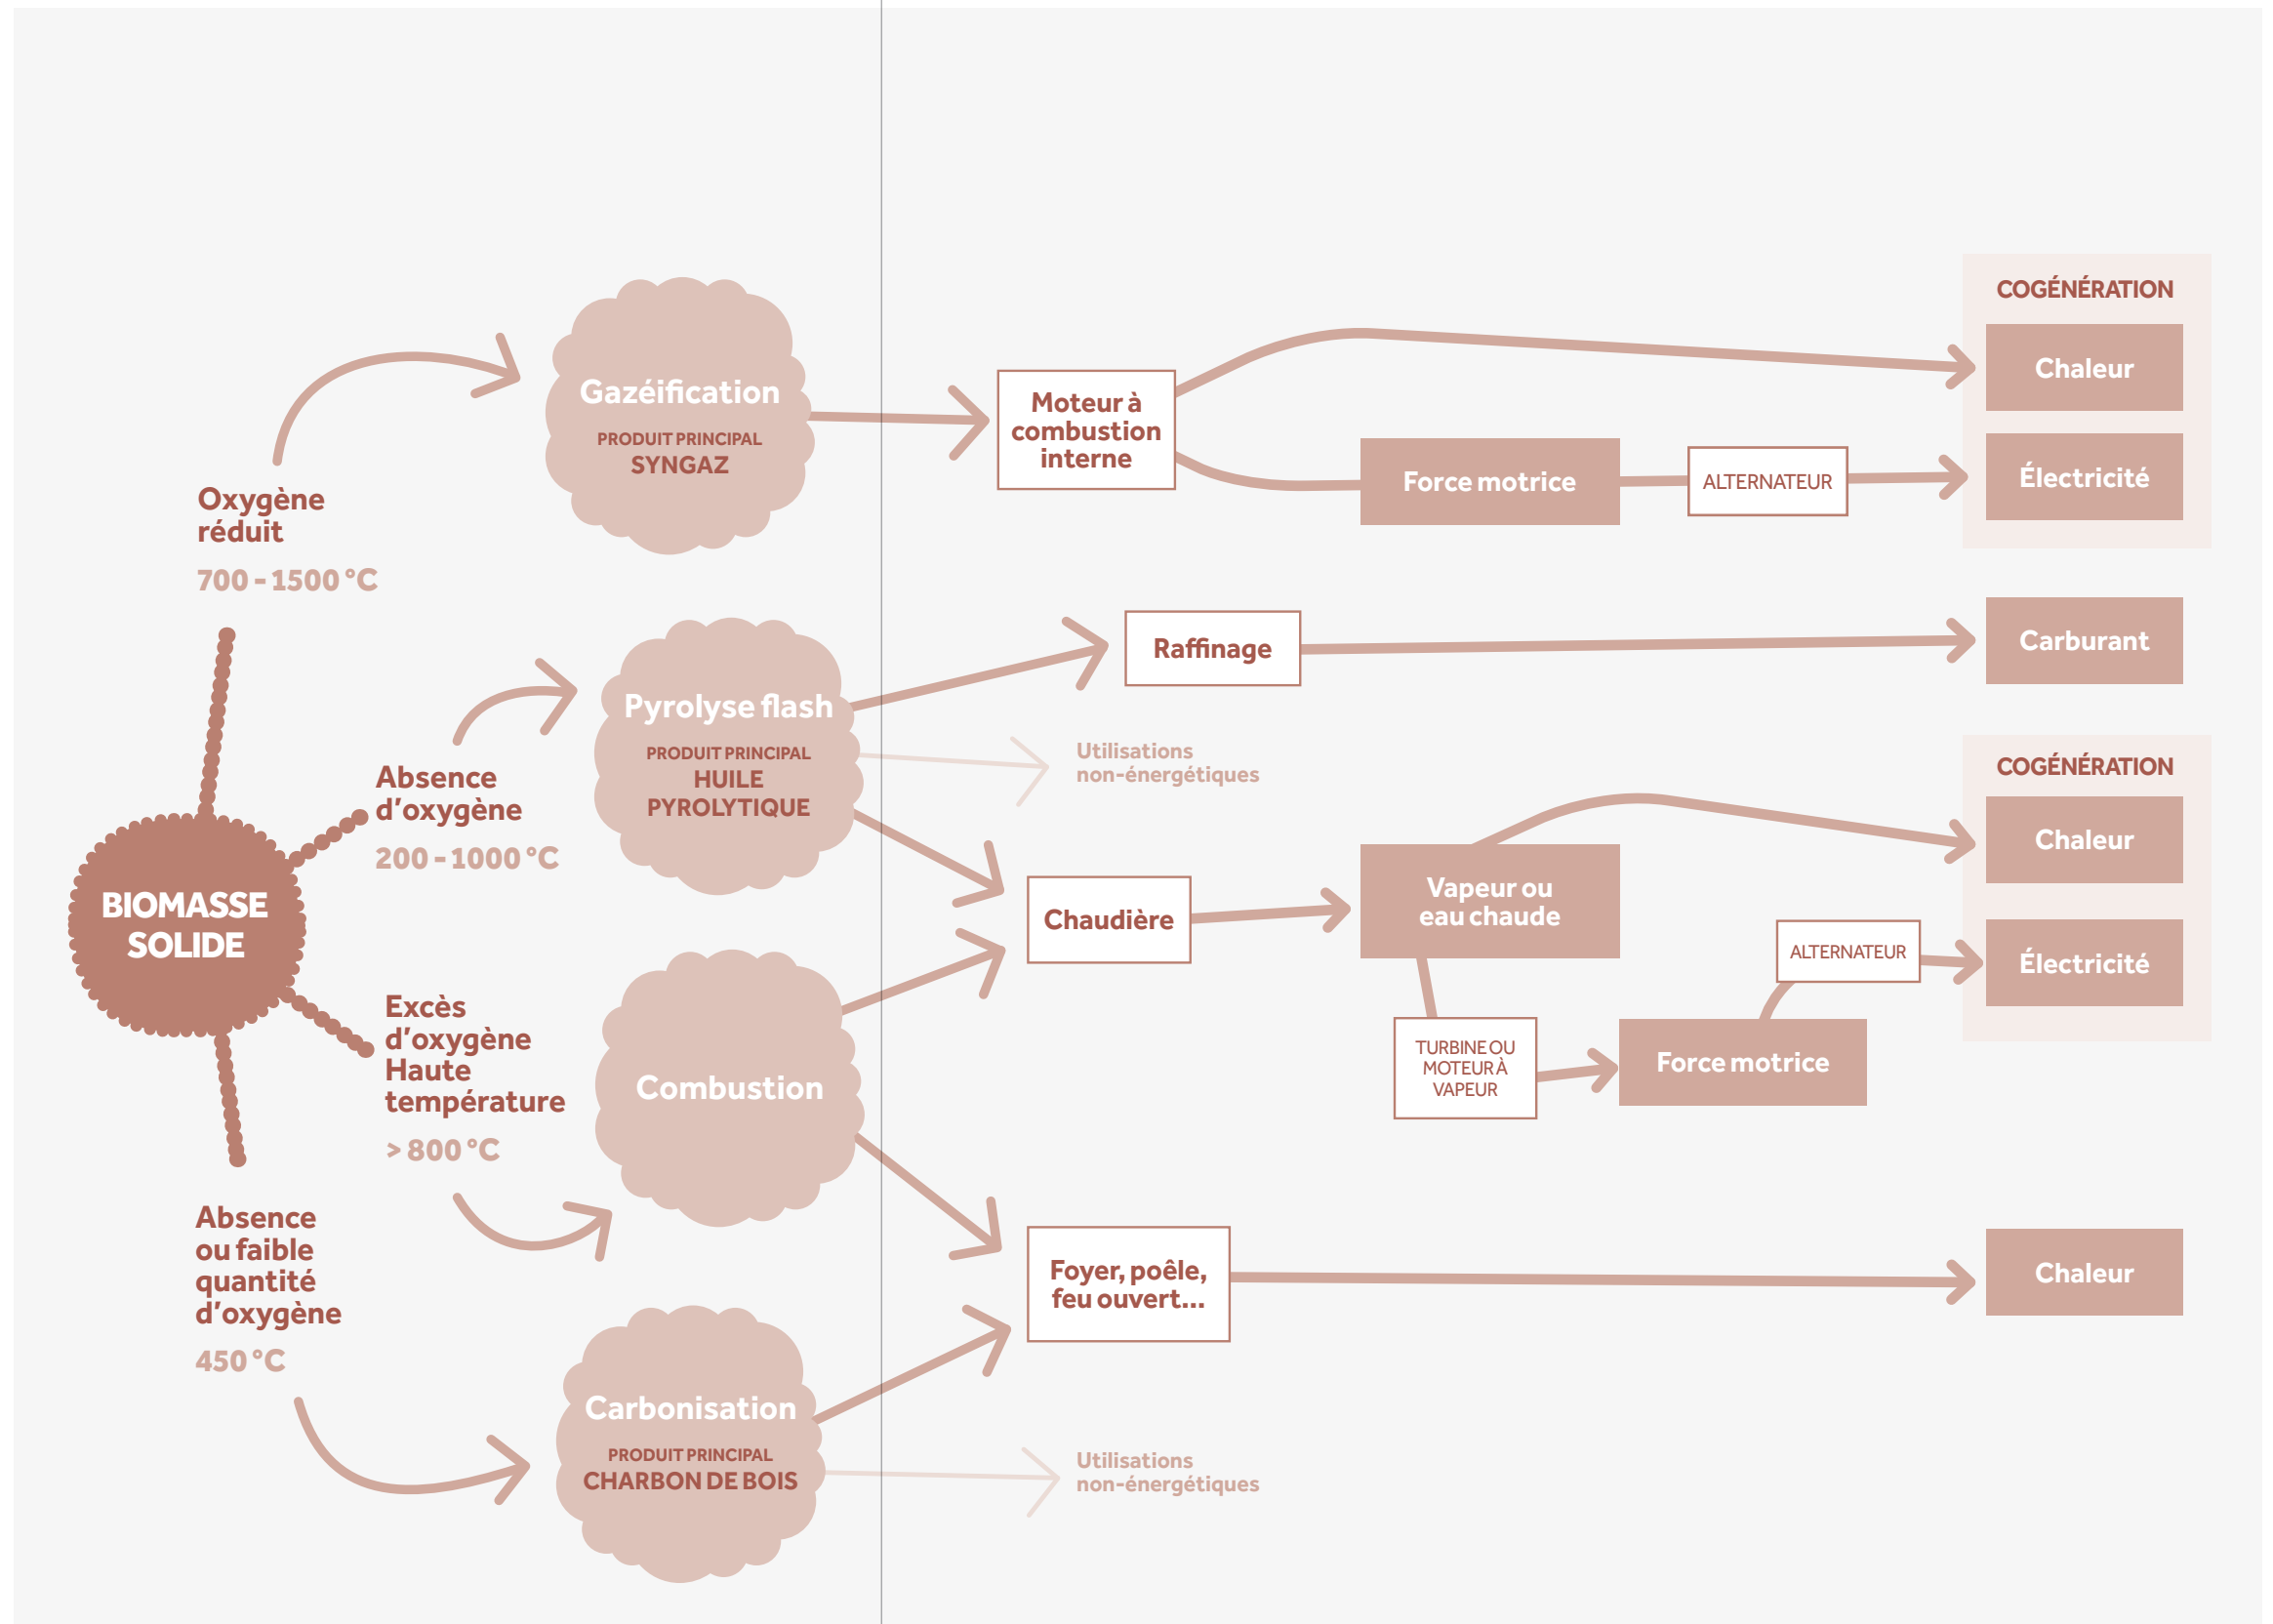 COGÉNÉRATION
Chaleur
Gazéification
PRODUIT PRINCIPAL
SYNGAZ
Moteur à
combustion
interne
Force motrice
ALTERNATEUR
Électricité
Oxygène
réduit
700 - 1500 °C
Raffinage
Carburant
Pyrolyse flash
PRODUIT PRINCIPAL
HUILE
PYROLYTIQUE
Utilisations
non-énergétiques
Absence
d'oxygène
200 - 1000 °C
COGÉNÉRATION
Chaleur
BIOMASSE
SOLIDE
Chaudière
Vapeur ou
eau chaude
ALTERNATEUR
Électricité
Excès
d'oxygène
Haute
température
> 800 °C
Combustion
TURBINE OU
MOTEUR À
VAPEUR
Force motrice
Absence
ou faible
quantité
d'oxygène
450 °C
Foyer, poêle,
feu ouvert...
Chaleur
Carbonisation
PRODUIT PRINCIPAL
CHARBON DE BOIS
Utilisations
non-énergétiques